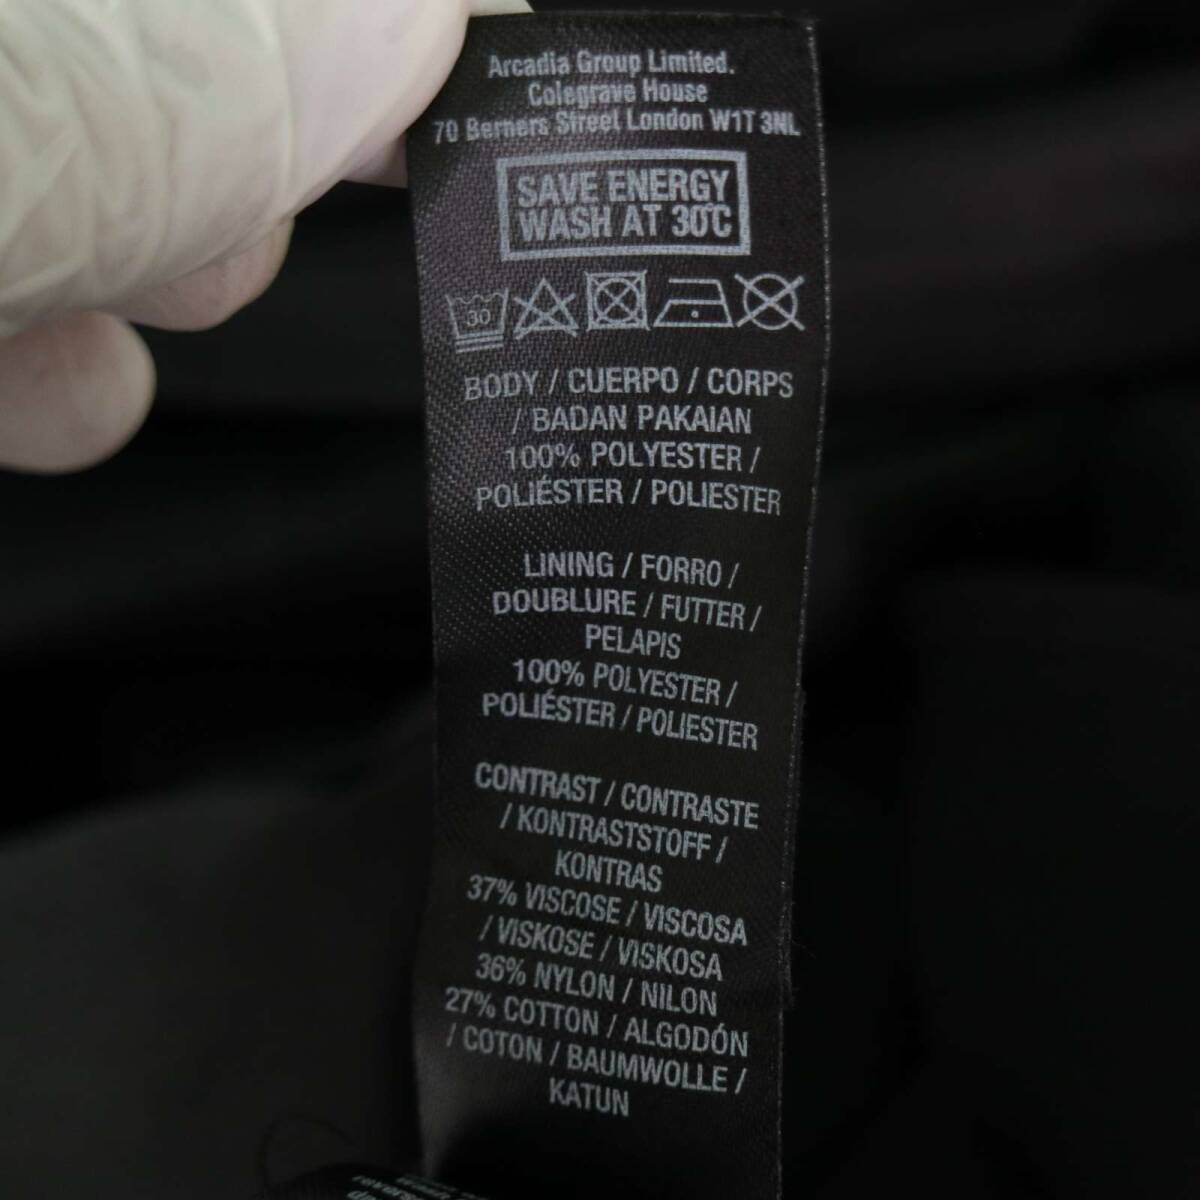 Arcadia Group Limited.
Colegrave House
70 Berners Street London W1T 3NL
SAVE ENERGY
WASH AT 30°C
30
BODY / CUERPO / CORPS
/ BADAN PAKAIAN
100% POLYESTER /
POLIÉSTER / POLIESTER
LINING / FORRO /
DOUBLURE / FUTTER /
PELAPIS
100% POLYESTER /
POLIÉSTER / POLIESTER
CONTRAST / CONTRASTE
/ KONTRASTSTOFF /
KONTRAS
37% VISCOSE / VISCOSA
/ VISKOSE / VISKOSA
36% NYLON / NILON
27% COTTON / ALGODÓN
/ COTON / BAUMWOLLE /
KATUN